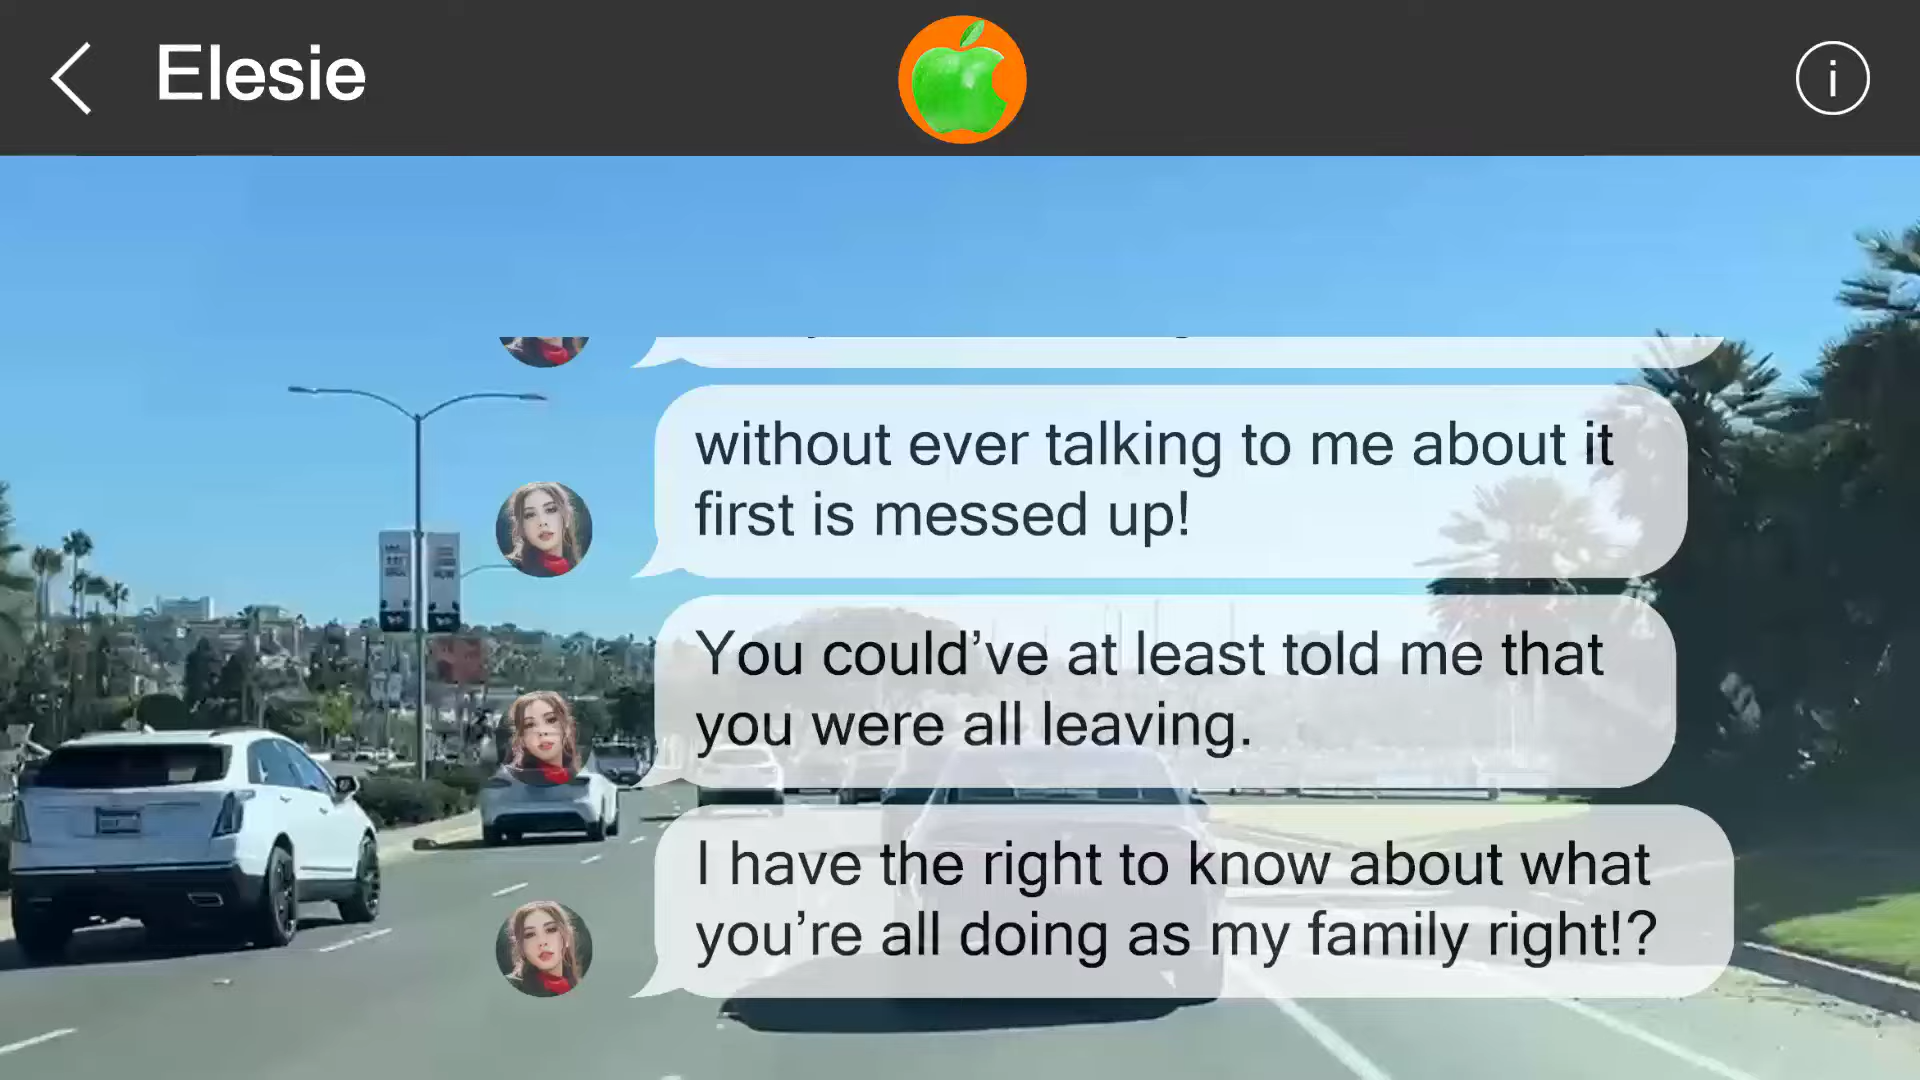 Elesie
without ever talking to me about it
first is messed up!
You could’ve at least told me that
you were all leaving.
I have the right to know about what
you’re all doing as my family right!?